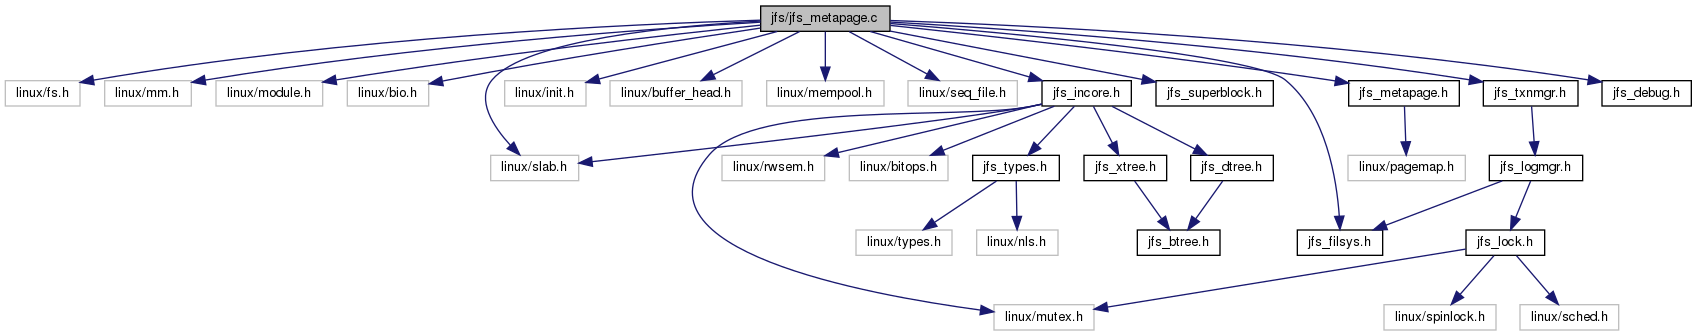 jfs/jfs_metapage.c
linux/fs.h
linux/mm.h
linux/module.h
linux/bio.h
linux/init.h
linux/buffer_head.h
linux/mempool.h
linux/seq_file.h
jfs_incore.h
jfs_superblock.h
jfs_metapage.h
jfs_txnmgr.h
jfs_debug.h
linux/slab.h
linux/rwsem.h
linux/bitops.h
jfs_types.h
jfs_xtree.h
jfs_dtree.h
linux/pagemap.h
jfs_logmgr.h
linux/types.h
linux/nls.h
jfs_btree.h
jfs_filsys.h
jfs_lock.h
linux/mutex.h
linux/spinlock.h
linux/sched.h